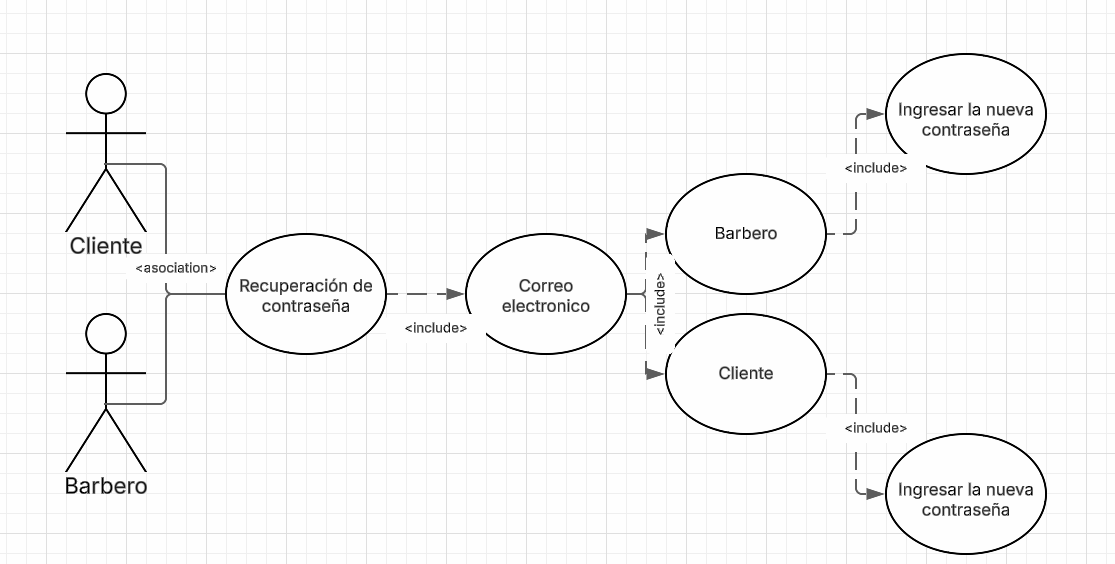 Ingresar la nueva
contraseña
<include>
Cliente
Barbero
<asociation>
Recuperación de
contraseña
Correo
electronico
<include>
<include>
Cliente
<include>
Barbero
Ingresar la nueva
contraseña